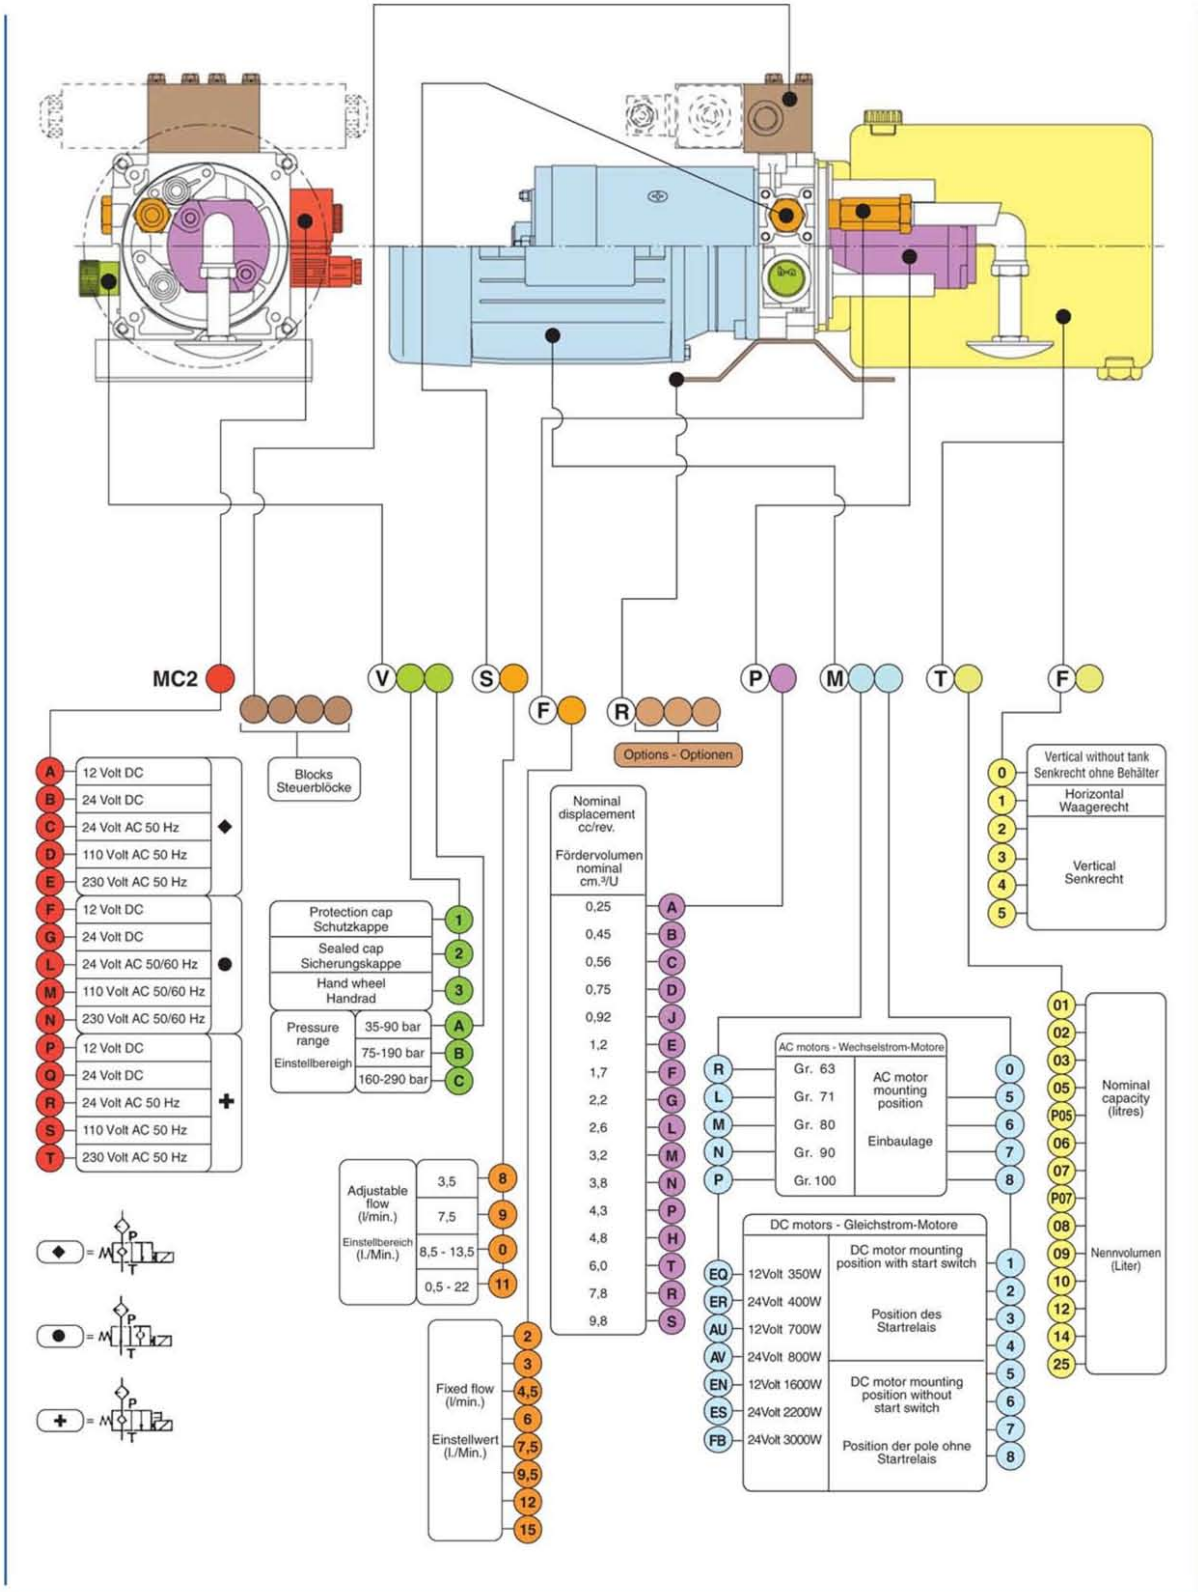 MC2
V
S
F
R
P
M
T
F
Options - Optionen
Blocks
Steuerblöcke
A 12 Volt DC
B 24 Volt DC
C 24 Volt AC 50 Hz
D 110 Volt AC 50 Hz
E 230 Volt AC 50 Hz
F 12 Volt DC
G 24 Volt DC
L 24 Volt AC 50/60 Hz
M 110 Volt AC 50/60 Hz
N 230 Volt AC 50/60 Hz
P 12 Volt DC
Q 24 Volt DC
R 24 Volt AC 50 Hz
S 110 Volt AC 50 Hz
T 230 Volt AC 50 Hz
=
P
T
=
P
T
=
P
T
Protection cap
Schutzkappe
1
Sealed cap
Sicherungskappe
2
Hand wheel
Handrad
3
Pressure
range
Einstellbereigh
35-90 bar A
75-190 bar B
160-290 bar C
Adjustable
flow
(l/min.)
Einstellbereich
(l./Min.)
3,5 8
7,5 9
8,5 - 13,5 0
0,5 - 22 11
Fixed flow
(l/min.)
Einstellwert
(l./Min.)
2
3
4,5
6
7,5
9,5
12
15
Nominal
displacement
cc/rev.
Fördervolumen
nominal
cm.³/U
0,25 A
0,45 B
0,56 C
0,75 D
0,92 J
1,2 E
1,7 F
2,2 G
2,6 L
3,2 M
3,8 N
4,3 P
4,8 H
6,0 T
7,8 R
9,8 S
AC motors - Wechselstrom-Motore
R Gr. 63
L Gr. 71
M Gr. 80
N Gr. 90
P Gr. 100
AC motor
mounting
position
Einbaulage
0
5
6
7
8
DC motors - Gleichstrom-Motore
EQ 12Volt 350W
ER 24Volt 400W
AU 12Volt 700W
AV 24Volt 800W
EN 12Volt 1600W
ES 24Volt 2200W
FB 24Volt 3000W
DC motor mounting
position with start switch
Position des
Startrelais
1
2
3
4
DC motor mounting
position without
start switch
Position der pole ohne
Startrelais
5
6
7
8
Vertical without tank
Senkrecht ohne Behälter
0
Horizontal
Waagerecht
1
Vertical
Senkrecht
2
3
4
5
01
02
03
05
P05
06
07
P07
08
09
10
12
14
25
Nominal
capacity
(litres)
Nennvolumen
(Liter)